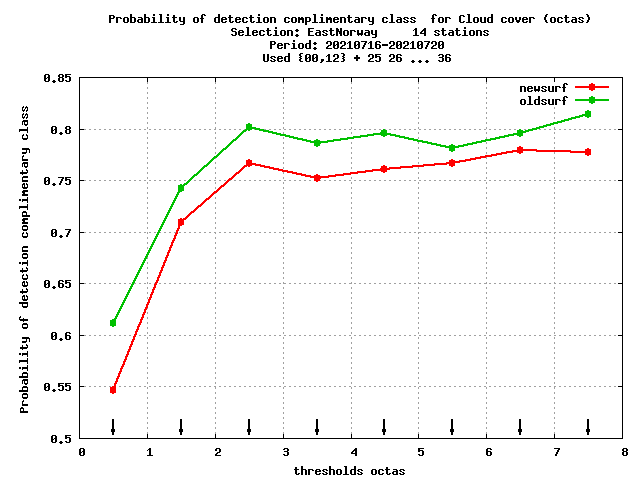 Probability of detection complimentary class  for Cloud cover (octas)
Selection: EastNorway     14 stations
Period: 20210716-20210720
Used {00,12} + 25 26 ... 36
newsurf
oldsurf
Probability of detection complimentary class
0.85
0.8
0.75
0.7
0.65
0.6
0.55
0.5
0 1 2 3 4 5 6 7 8
thresholds octas